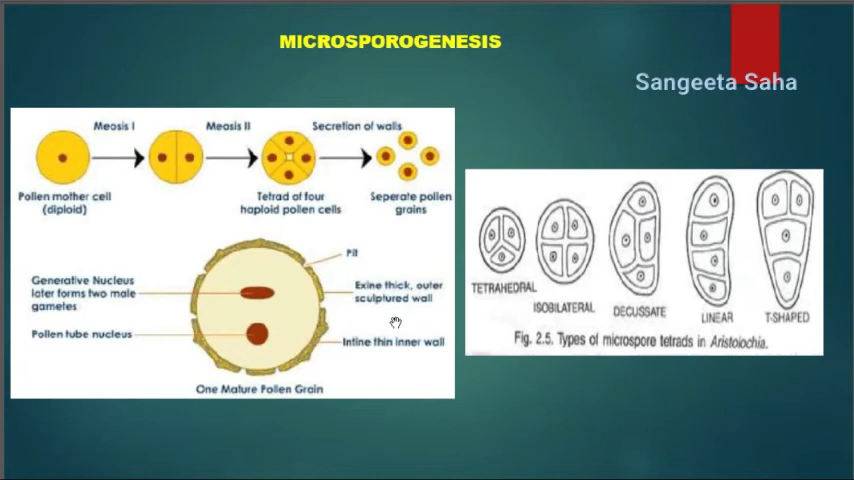 MICROSPOROGENESIS
Sangeeta Saha
Meosis I
Meosis II
Secretion of walls
Pollen mother cell
(diploid)
Tetrad of four
haploid pollen cells
Seperate pollen
grains
Pit
Generative Nucleus
later forms two male
gametes
Exine thick, outer
sculptured wall
Pollen tube nucleus
Intine thin inner wall
One Mature Pollen Grain
TETRAHEDRAL
ISOBILATERAL
DECUSSATE
LINEAR
T-SHAPED
Fig. 2.5. Types of microspore tetrads in Aristolochia.